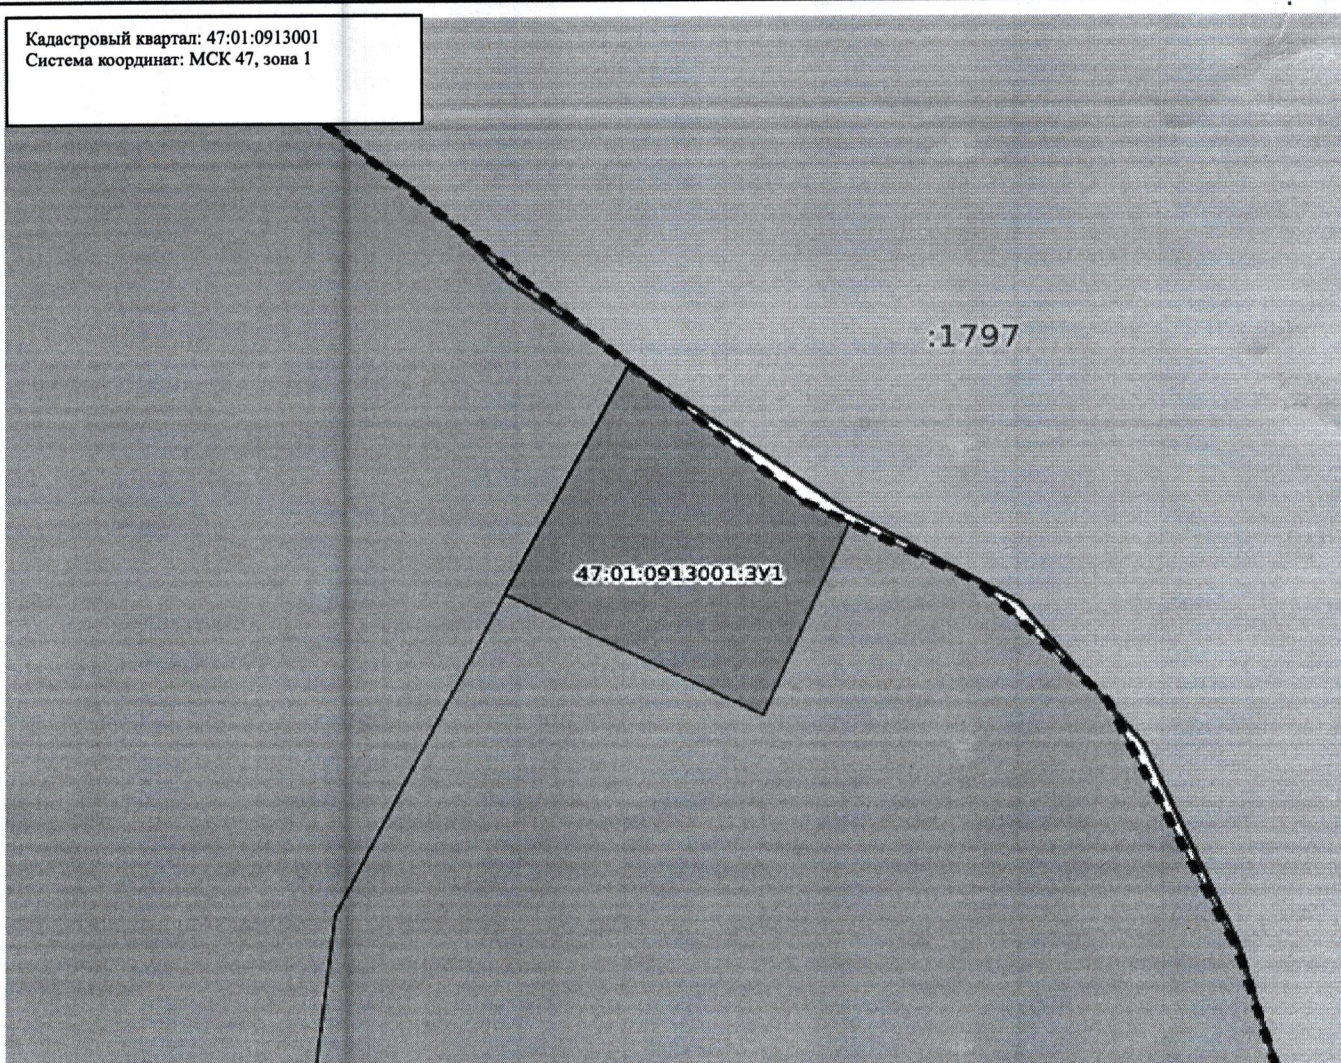 Кадастровый квартал: 47:01:0913001
Система координат: МСК 47, зона 1
:1797
47:01:0913001:ЗУ1